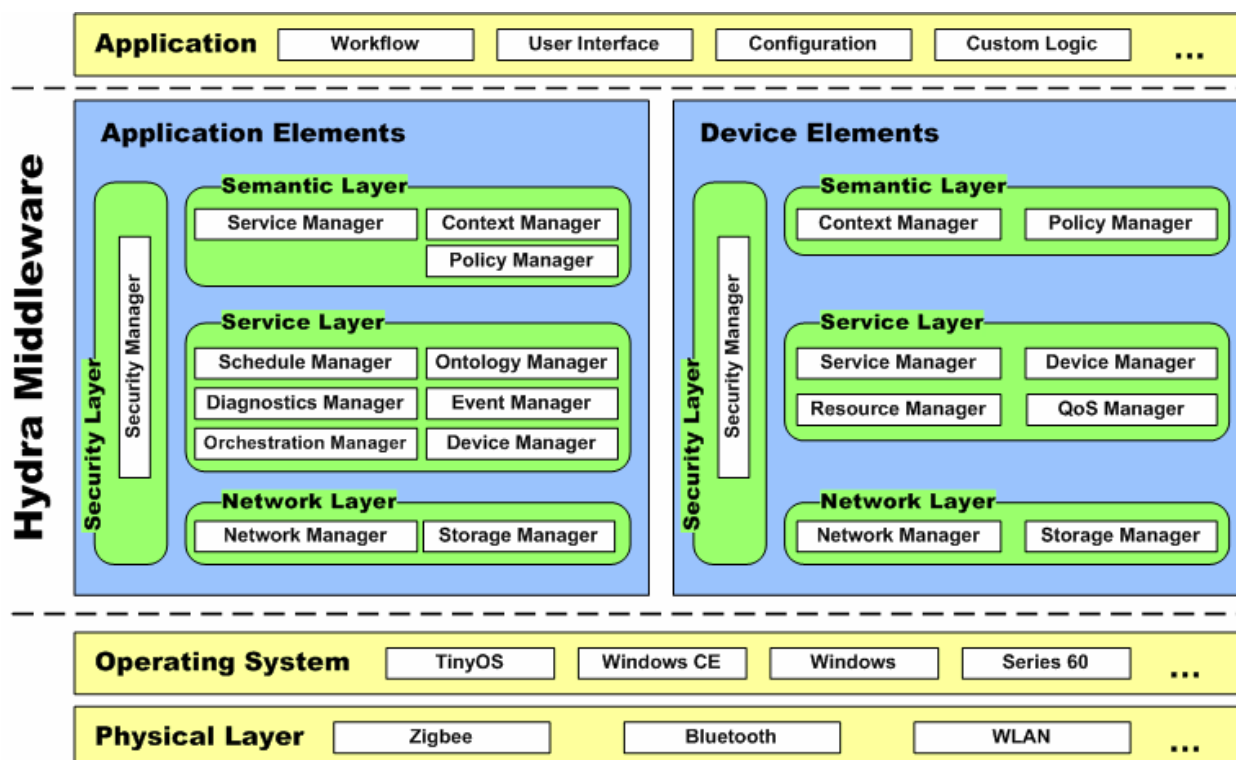 Application
Workflow
User Interface
Configuration
Custom Logic
...
Hydra Middleware
Application Elements
Security Layer
Security Manager
Semantic Layer
Service Manager
Context Manager
Policy Manager
Service Layer
Schedule Manager
Ontology Manager
Diagnostics Manager
Event Manager
Orchestration Manager
Device Manager
Network Layer
Network Manager
Storage Manager
Device Elements
Security Layer
Security Manager
Semantic Layer
Context Manager
Policy Manager
Service Layer
Service Manager
Device Manager
Resource Manager
QoS Manager
Network Layer
Network Manager
Storage Manager
Operating System
TinyOS
Windows CE
Windows
Series 60
...
Physical Layer
Zigbee
Bluetooth
WLAN
...